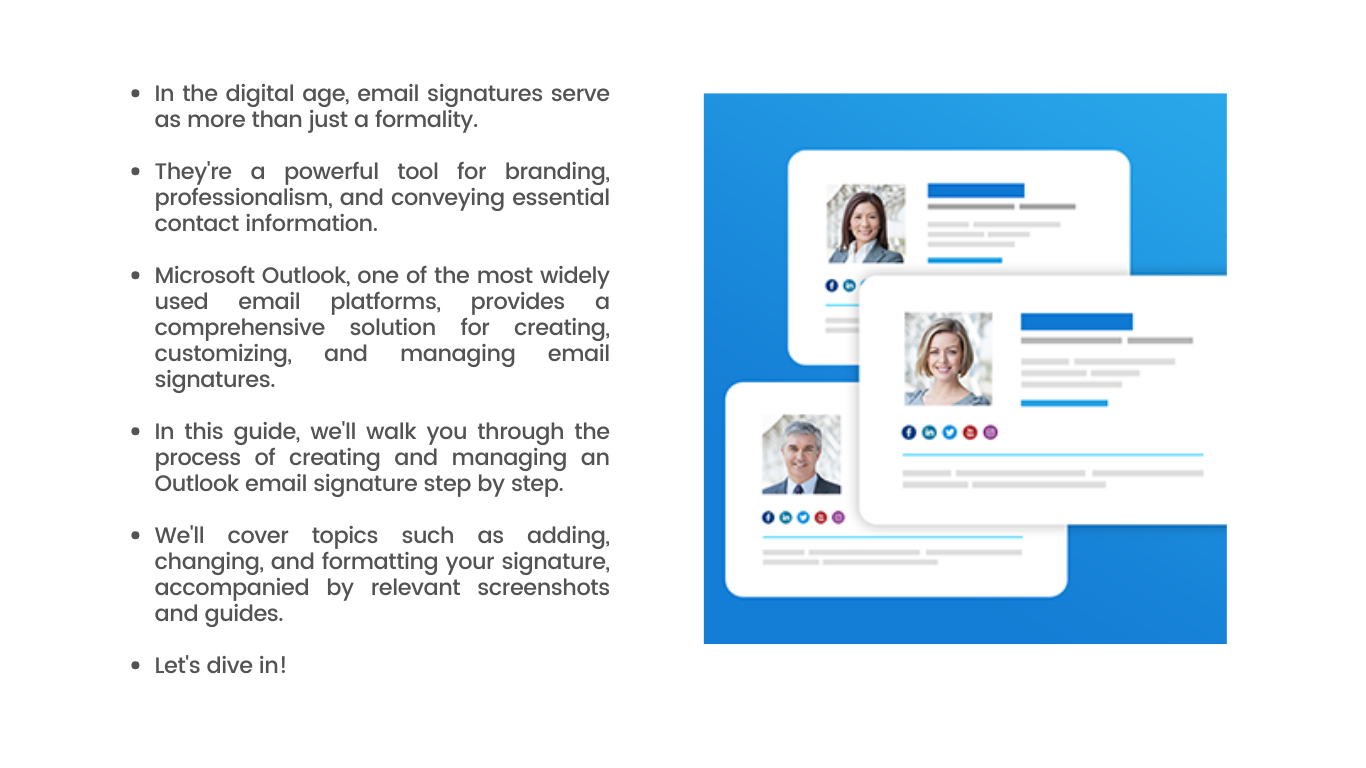 • In the digital age, email signatures serve
as more than just a formality.
• They're a powerful tool for branding,
professionalism, and conveying essential
contact information.
• Microsoft Outlook, one of the most widely
used email platforms, provides a
comprehensive solution for creating,
customizing, and managing email
signatures.
• In this guide, we'll walk you through the
process of creating and managing an
Outlook email signature step by step.
• We'll cover topics such as adding,
changing, and formatting your signature,
accompanied by relevant screenshots
and guides.
• Let's dive in!